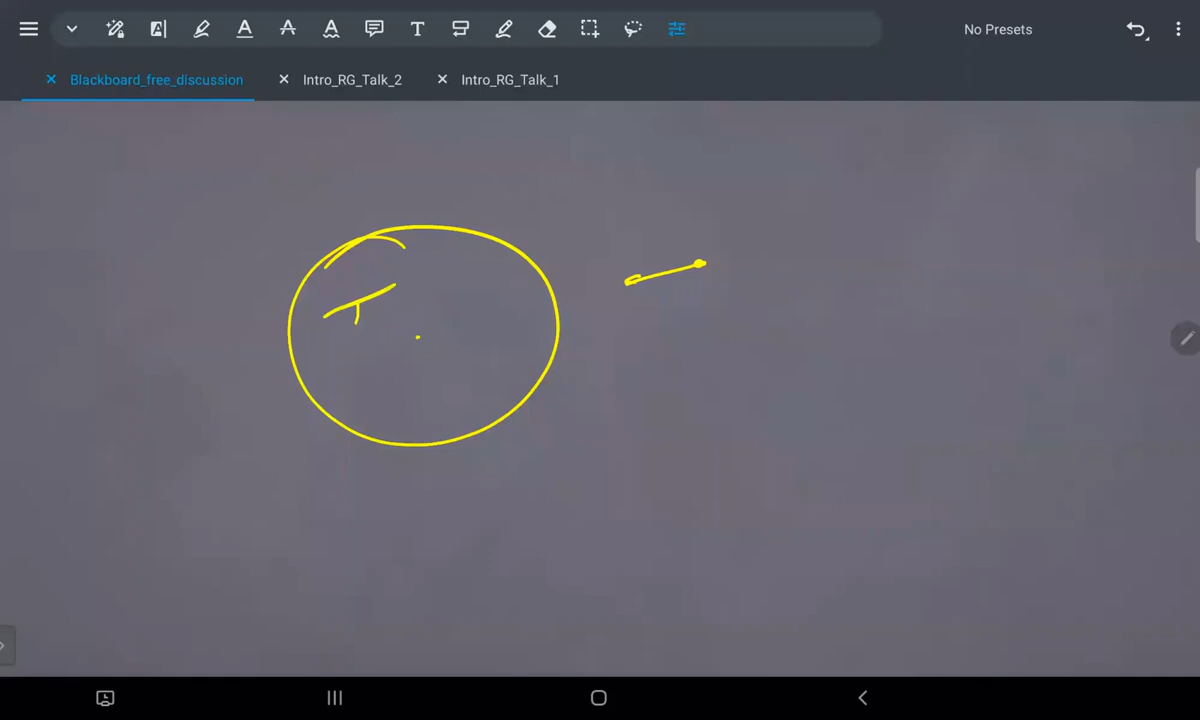 No Presets
Blackboard_free_discussion
Intro_RG_Talk_2
Intro_RG_Talk_1